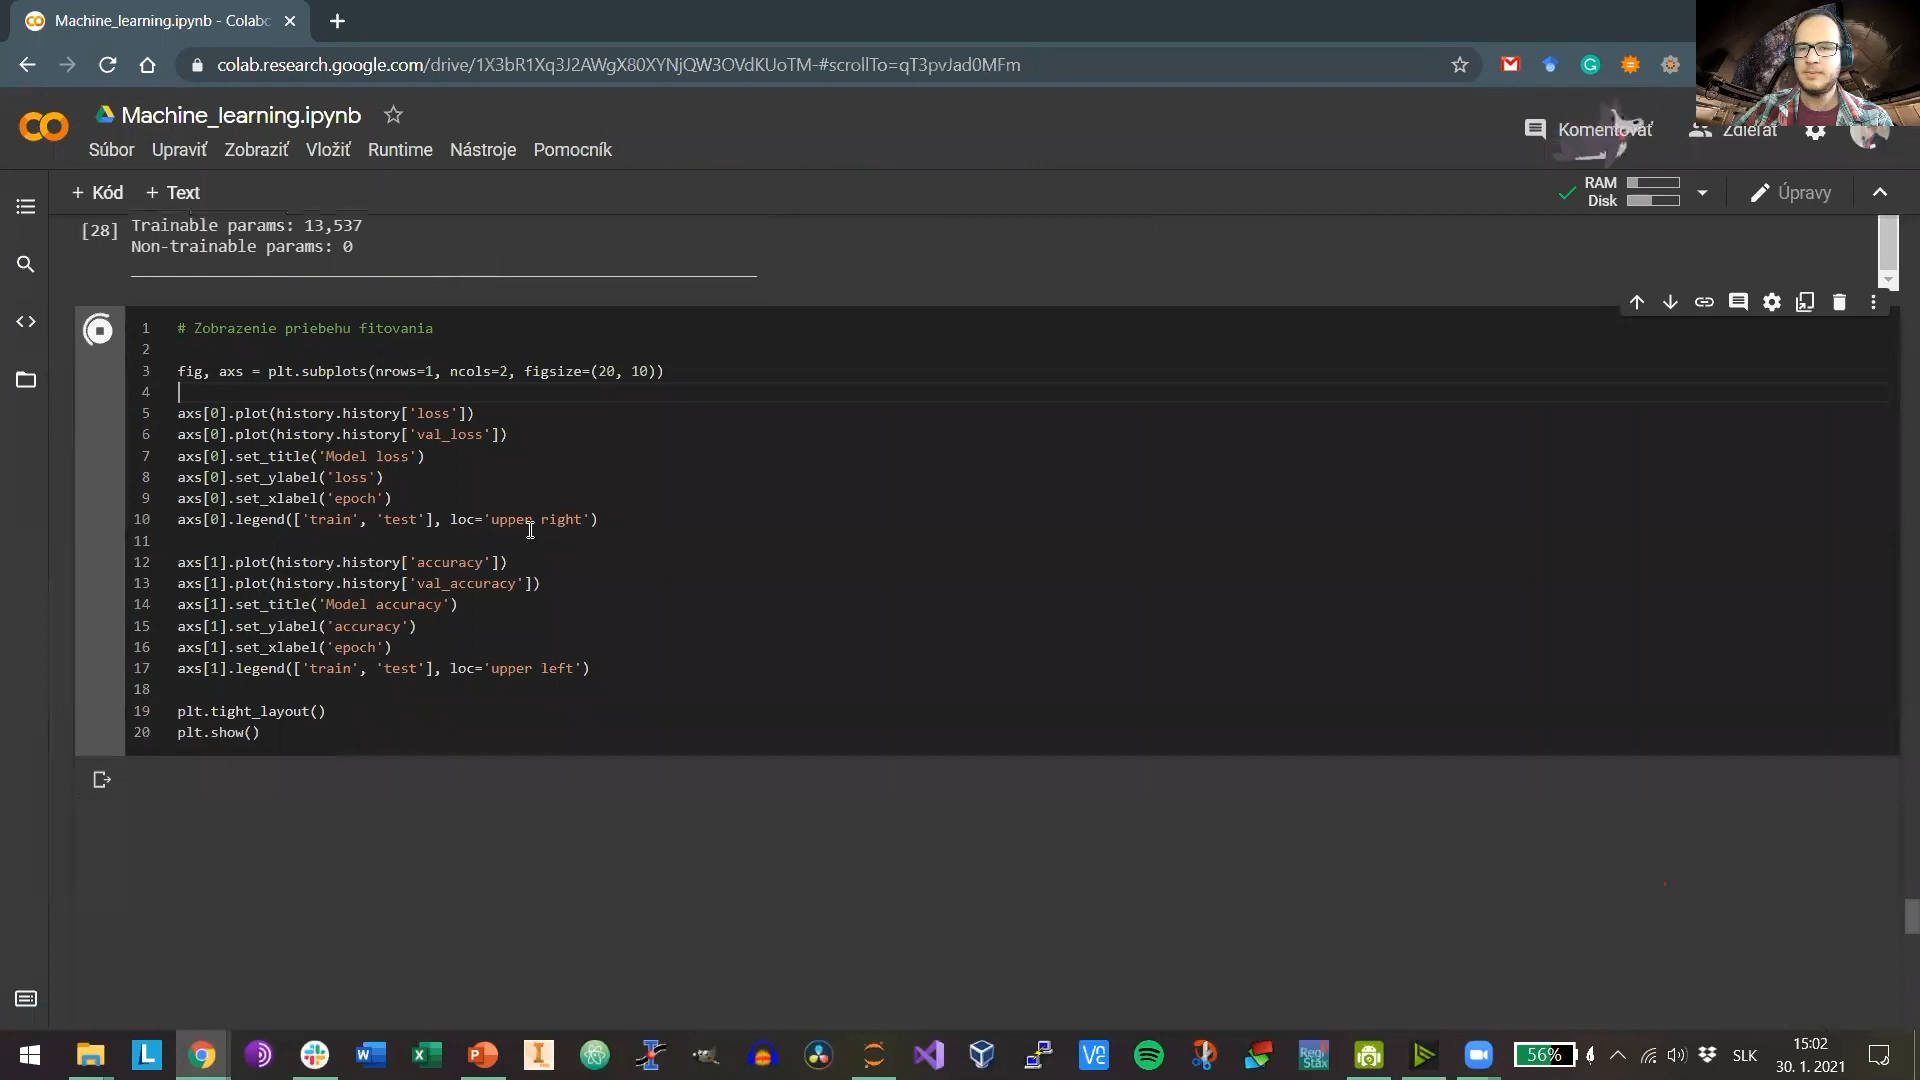 Machine_learning.ipynb - Colabc
colab.research.google.com/drive/1X3bR1Xq3J2AWgX80XYNjQW3OVdKUoTM-#scrollTo=qT3pvJad0MFm
Machine_learning.ipynb
Komentovať
Zdieľať
Súbor Upraviť Zobraziť Vložiť Runtime Nástroje Pomocník
+ Kód + Text
RAM
Disk
Úpravy
[28] Trainable params: 13,537
Non-trainable params: 0
1 # Zobrazenie priebehu fitovania
2
3 fig, axs = plt.subplots(nrows=1, ncols=2, figsize=(20, 10))
4
5 axs[0].plot(history.history['loss'])
6 axs[0].plot(history.history['val_loss'])
7 axs[0].set_title('Model loss')
8 axs[0].set_ylabel('loss')
9 axs[0].set_xlabel('epoch')
10 axs[0].legend(['train', 'test'], loc='upper right')
11
12 axs[1].plot(history.history['accuracy'])
13 axs[1].plot(history.history['val_accuracy'])
14 axs[1].set_title('Model accuracy')
15 axs[1].set_ylabel('accuracy')
16 axs[1].set_xlabel('epoch')
17 axs[1].legend(['train', 'test'], loc='upper left')
18
19 plt.tight_layout()
20 plt.show()
56%
SLK
15:02
30. 1. 2021